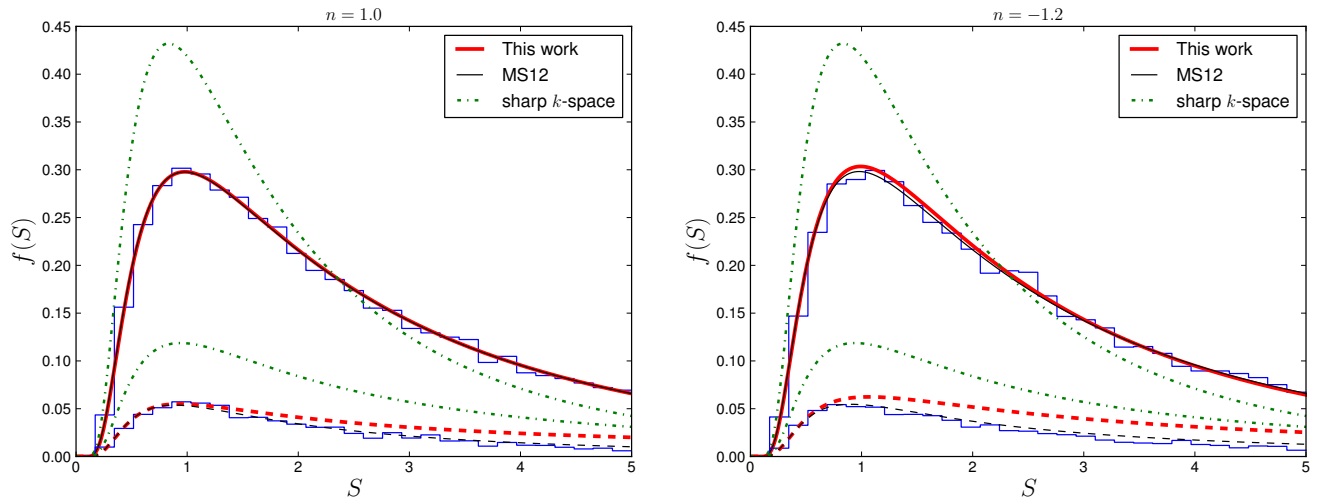 n = 1.0
0.45
0.40
0.35
0.30
0.25
0.20
0.15
0.10
0.05
0.00
f(S)
This work
MS12
sharp k-space
0 1 2 3 4 5
S
n = −1.2
0.45
0.40
0.35
0.30
0.25
0.20
0.15
0.10
0.05
0.00
f(S)
This work
MS12
sharp k-space
0 1 2 3 4 5
S